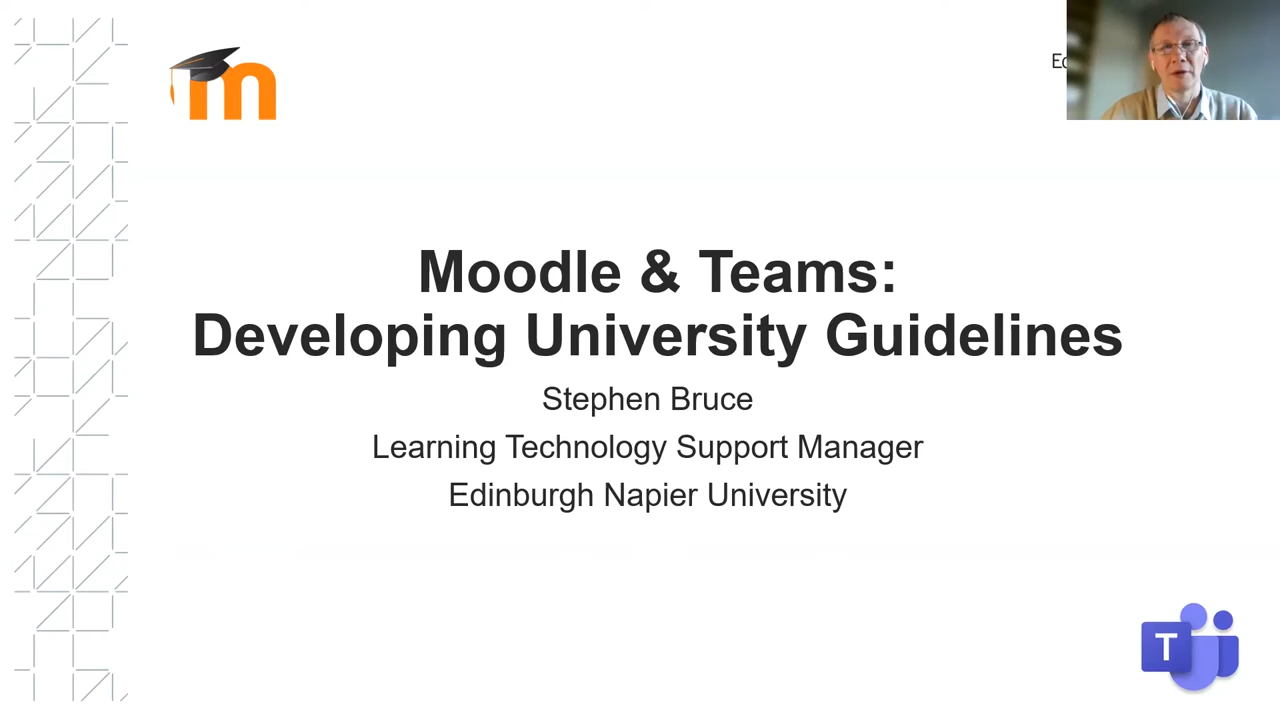 m
Moodle & Teams:
Developing University Guidelines
Stephen Bruce
Learning Technology Support Manager
Edinburgh Napier University
T